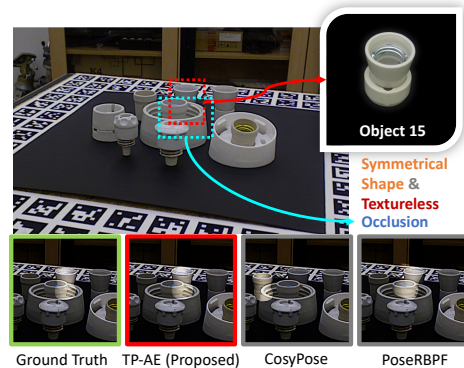 Object 15
Symmetrical
Shape &
Textureless
Occlusion
Ground Truth
TP-AE (Proposed)
CosyPose
PoseRBPF